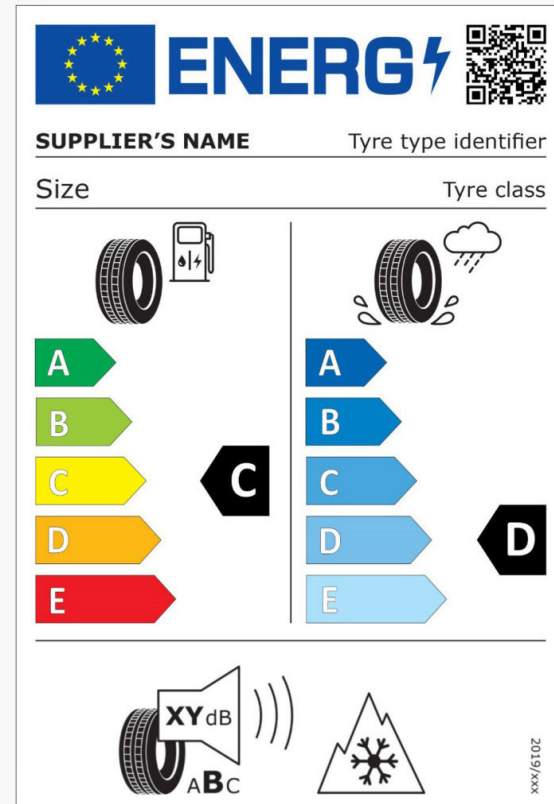 ENERG
SUPPLIER'S NAME Tyre type identifier
Size Tyre class
A
B
C
D
E
C
A
B
C
D
E
D
XY dB
ABC
2019/xxx